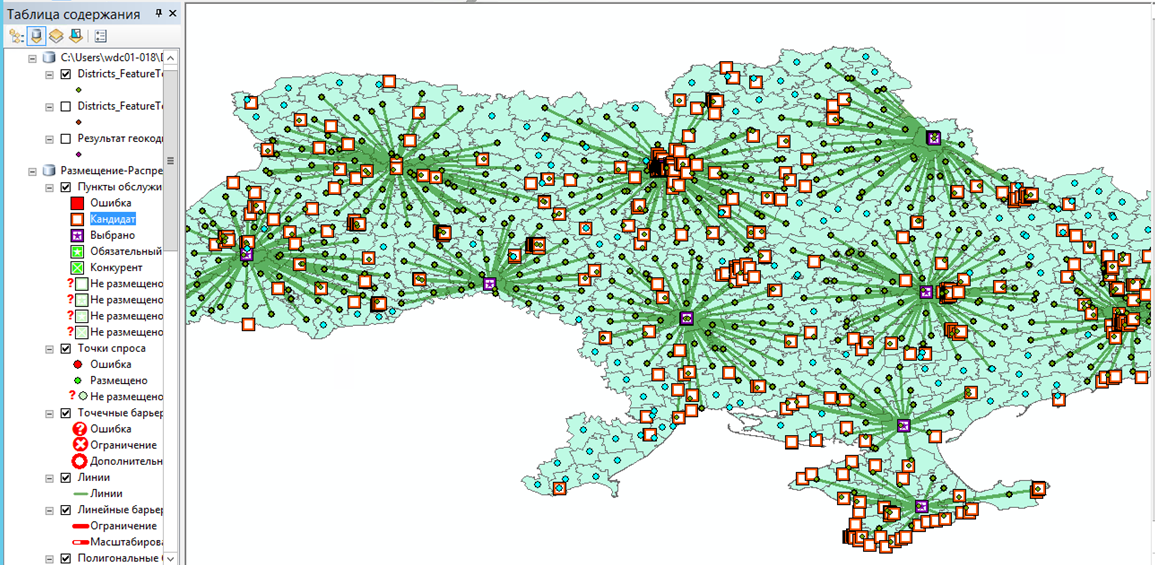 Таблица содержания
C:\Users\wdc01-018\D
Districts_FeatureTo
Districts_FeatureTo
Результат геокоди
Размещение-Распре
Пункты обслужи
Ошибка
Кандидат
Выбрано
Обязательный
Конкурент
? Не размещено
? Не размещено
? Не размещено
? Не размещено
Точки спроса
Ошибка
Размещено
? Не размещено
Точечные барьер
Ошибка
Ограничение
Дополнительн
Линии
Линии
Линейные барьер
Ограничение
Масштабирова
Полигональные б